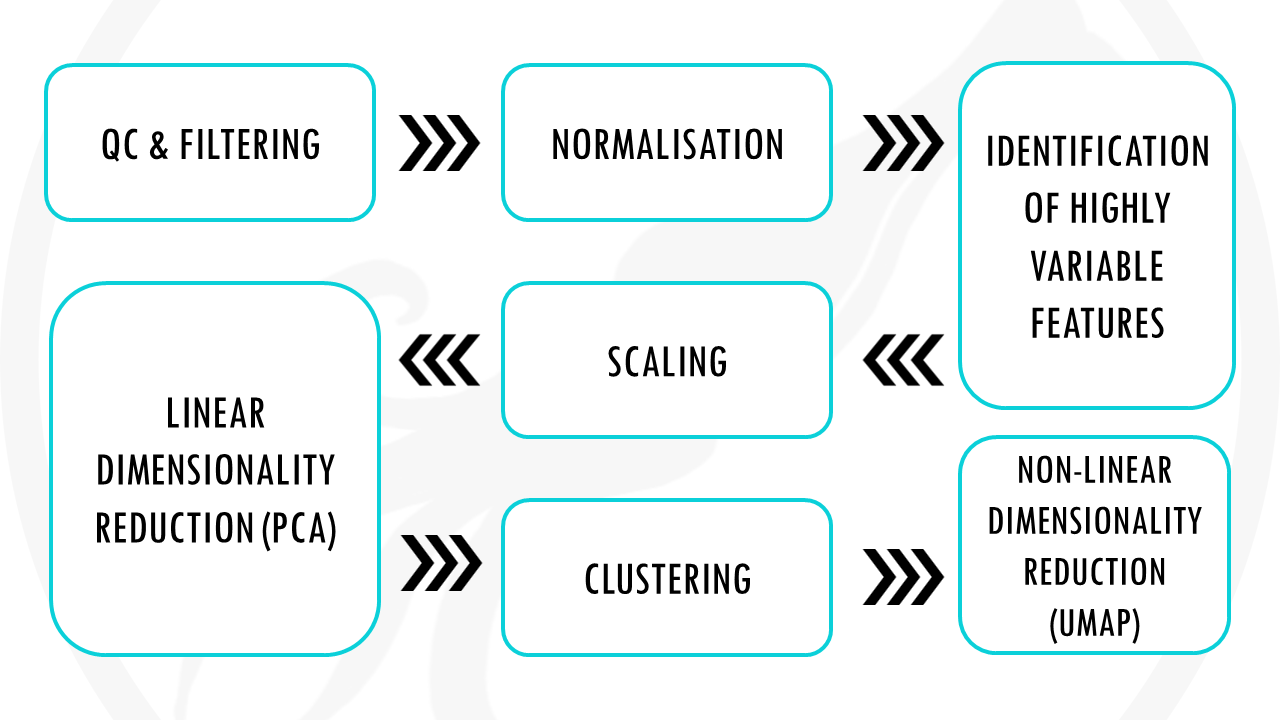 QC & FILTERING
NORMALISATION
IDENTIFICATION
OF HIGHLY
VARIABLE
FEATURES
SCALING
LINEAR
DIMENSIONALITY
REDUCTION (PCA)
CLUSTERING
NON-LINEAR
DIMENSIONALITY
REDUCTION
(UMAP)